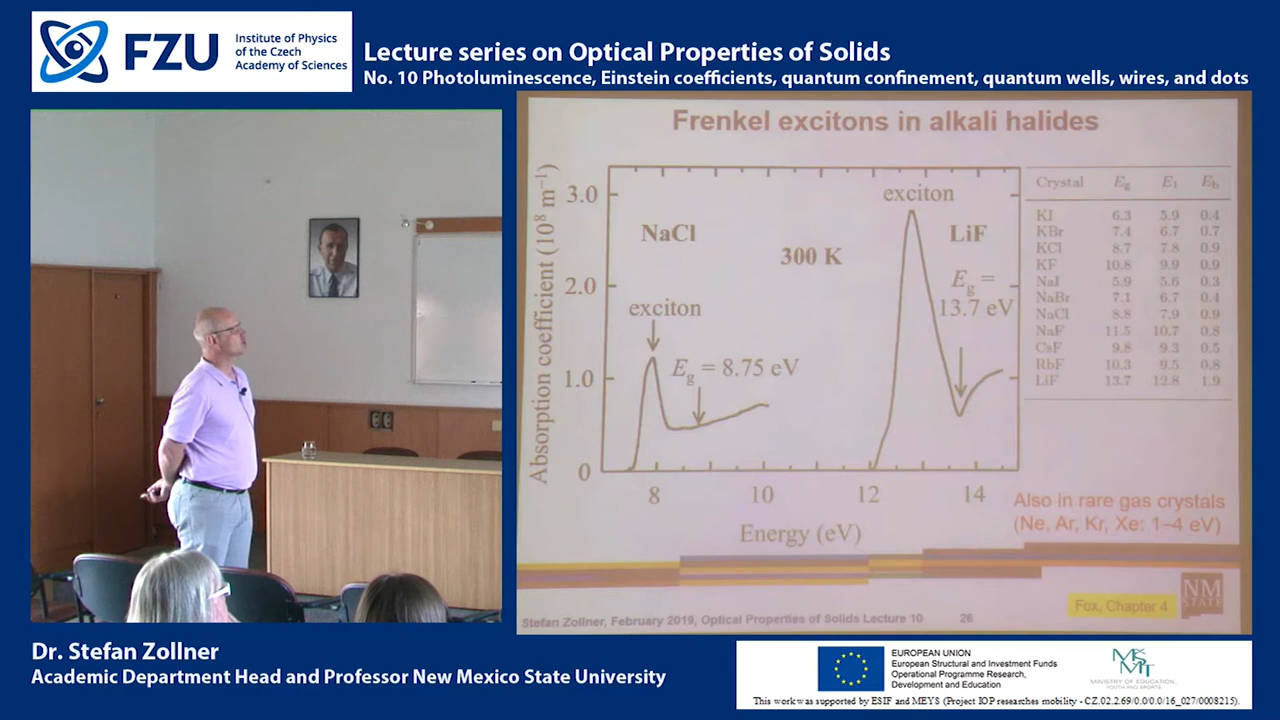 FZU
Institute of Physics
of the Czech
Academy of Sciences
Lecture series on Optical Properties of Solids
No. 10 Photoluminescence, Einstein coefficients, quantum confinement, quantum wells, wires, and dots
Frenkel excitons in alkali halides
Absorption coefficient (10⁸ m⁻¹)
3.0
2.0
1.0
0
NaCl
300 K
exciton
LiF
E_g =
13.7 eV
exciton
E_g = 8.75 eV
8 10 12 14
Energy (eV)
Crystal E_g E_1 E_b
KI 6.3 5.9 0.4
KBr 7.4 6.7 0.7
KCl 8.7 7.8 0.9
KF 10.8 9.9 0.9
NaI 5.9 5.6 0.3
NaBr 7.1 6.7 0.4
NaCl 8.8 7.9 0.9
NaF 11.5 10.7 0.8
CsF 9.8 9.3 0.5
RbF 10.3 9.5 0.8
LiF 13.7 12.8 1.9
Also in rare gas crystals
(Ne, Ar, Kr, Xe: 1–4 eV)
Fox, Chapter 4
NM
STATE
Stefan Zollner, February 2019, Optical Properties of Solids Lecture 10 26
Dr. Stefan Zollner
Academic Department Head and Professor New Mexico State University
EUROPEAN UNION
European Structural and Investment Funds
Operational Programme Research,
Development and Education
MINISTRY OF EDUCATION,
YOUTH AND SPORTS
This work was supported by ESIF and MEYS (Project IOP researches mobility - CZ.02.2.69/0.0/0.0/16_027/0008215).